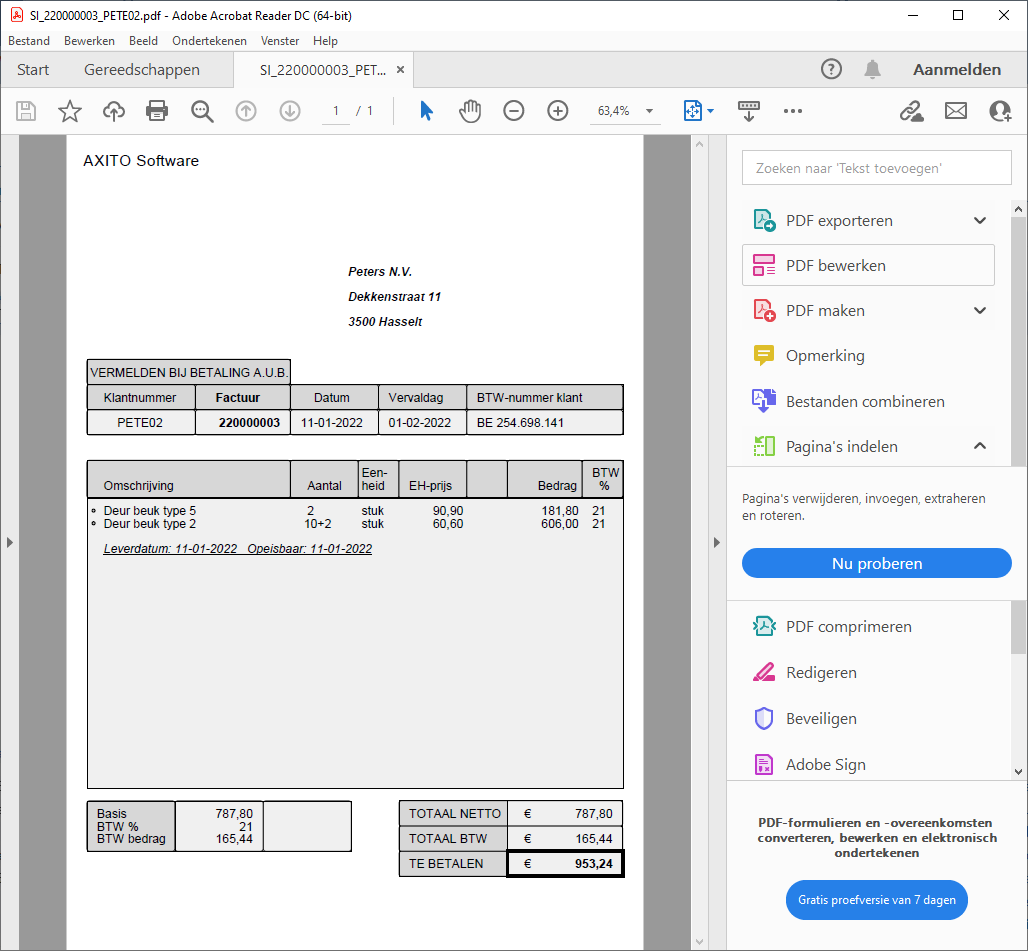 SI_220000003_PETE02.pdf - Adobe Acrobat Reader DC (64-bit)
Bestand Bewerken Beeld Ondertekenen Venster Help
Start Gereedschappen SI_220000003_PET... × Aanmelden
1 / 1 63,4%
AXITO Software
Peters N.V.
Dekkenstraat 11
3500 Hasselt
VERMELDEN BIJ BETALING A.U.B.
Klantnummer Factuur Datum Vervaldag BTW-nummer klant
PETE02 220000003 11-01-2022 01-02-2022 BE 254.698.141
Omschrijving Aantal Een-heid EH-prijs Bedrag BTW %
° Deur beuk type 5 2 stuk 90,90 181,80 21
° Deur beuk type 2 10+2 stuk 60,60 606,00 21
Leverdatum: 11-01-2022 Opeisbaar: 11-01-2022
Basis 787,80
BTW % 21
BTW bedrag 165,44
TOTAAL NETTO € 787,80
TOTAAL BTW € 165,44
TE BETALEN € 953,24
Zoeken naar 'Tekst toevoegen'
PDF exporteren
PDF bewerken
PDF maken
Opmerking
Bestanden combineren
Pagina's indelen
Pagina's verwijderen, invoegen, extraheren
en roteren.
Nu proberen
PDF comprimeren
Redigeren
Beveiligen
Adobe Sign
PDF-formulieren en -overeenkomsten
converteren, bewerken en elektronisch
ondertekenen
Gratis proefversie van 7 dagen